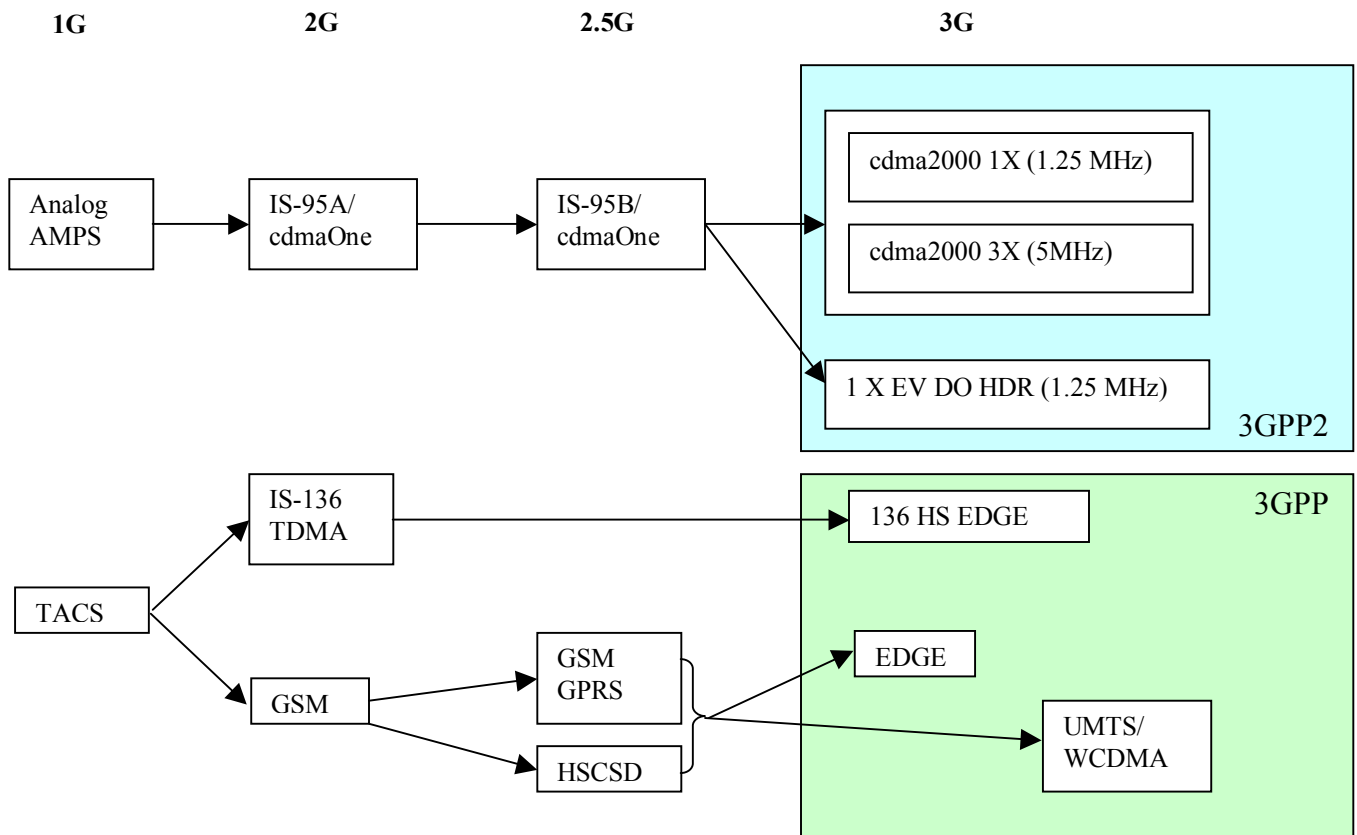 1G 2G 2.5G 3G
cdma2000 1X (1.25 MHz)
Analog
AMPS
IS-95A/
cdmaOne
IS-95B/
cdmaOne
cdma2000 3X (5MHz)
1 X EV DO HDR (1.25 MHz)
3GPP2
IS-136
TDMA
136 HS EDGE
3GPP
TACS
GSM
GSM
GPRS
HSCSD
EDGE
UMTS/
WCDMA